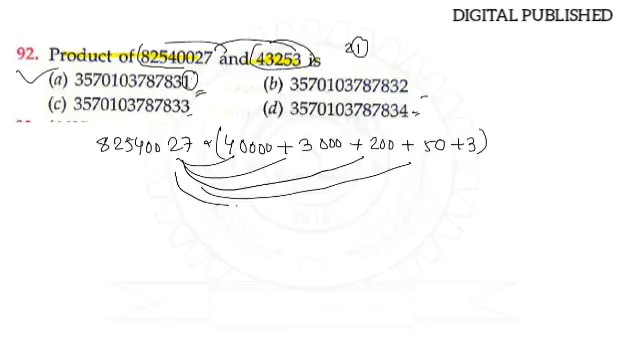 DIGITAL PUBLISHED
21
92. Product of 82540027 and 43253 is
(a) 3570103787831 (b) 3570103787832
(c) 3570103787833 (d) 3570103787834
82540027 × (40000 + 3000 + 200 + 50 + 3)
2016